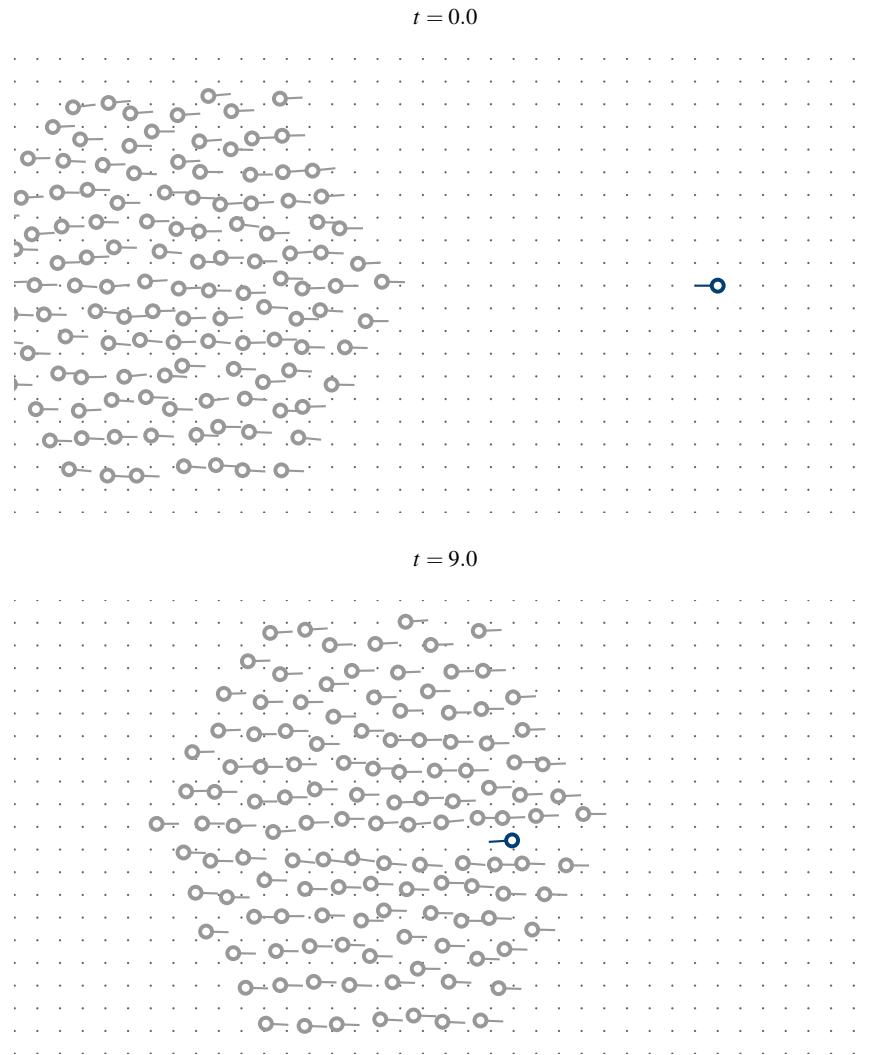 t = 0.0
t = 9.0